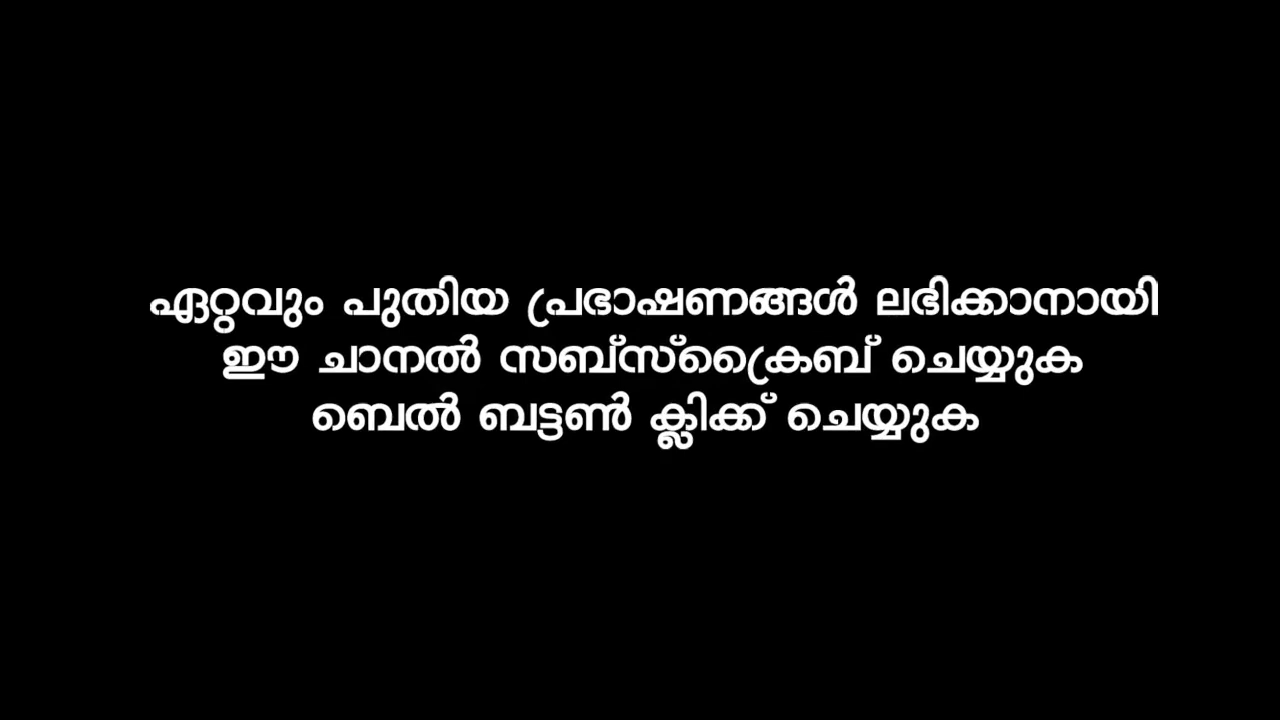 ഏറ്റവും പുതിയ പ്രഭാഷണങ്ങൾ ലഭിക്കാനായി
ഈ ചാനൽ സബ്സ്ക്രൈബ് ചെയ്യുക
ബെൽ ബട്ടൺ ക്ലിക്ക് ചെയ്യുക